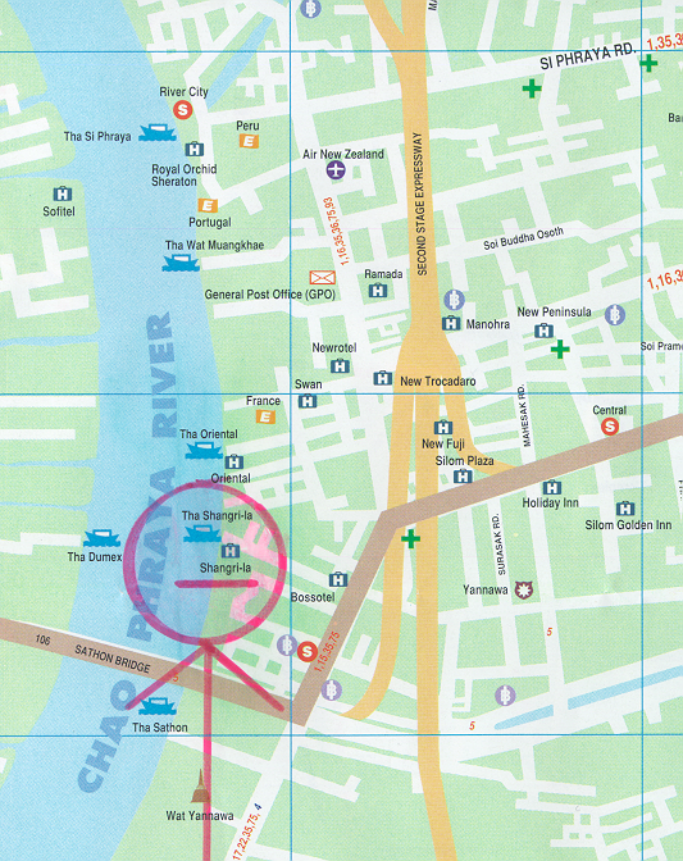 SI PHRAYA RD.
1,35,3
River City
S
Tha Si Phraya
Peru
E
Royal Orchid
Sheraton
H
Air New Zealand
SECOND STAGE EXPRESSWAY
H
Sofitel
E
Portugal
1,16,35,36,75,93
Tha Wat Muangkhae
Soi Buddha Osoth
General Post Office (GPO)
Ramada
H
1,16,3
฿
H
Manohra
New Peninsula
H
฿
Soi Pram
Newrotel
H
H
New Trocadaro
Swan
H
France
E
MAHESAK RD.
Central
S
Tha Oriental
H
Oriental
H
New Fuji
Silom Plaza
H
H
Holiday Inn
H
Silom Golden Inn
Tha Shangri-la
H
Shangri-la
Tha Dumex
CHAO PHRAYA RIVER
SURASAK RD.
H
Bossotel
Yannawa
5
106
SATHON BRIDGE
฿
S
1,15,35,75
฿
฿
5
5
Tha Sathon
Wat Yannawa
17,22,35,75, 4